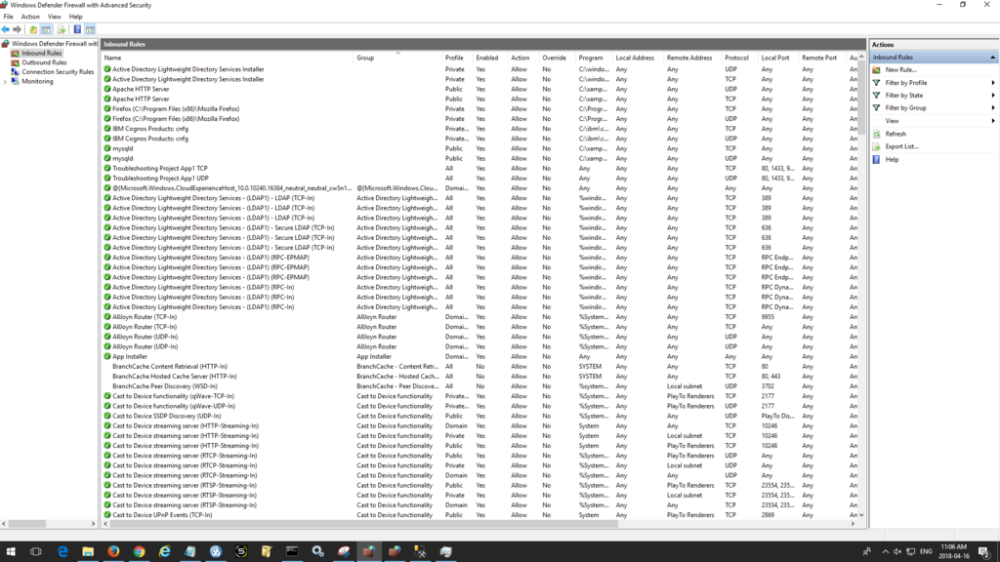 Windows Defender Firewall with Advanced Security
File Action View Help
Windows Defender Firewall wit
Inbound Rules
Outbound Rules
Connection Security Rules
Monitoring
Inbound Rules
Name Group Profile Enabled Action Override Program Local Address Remote Address Protocol Local Port Remote Port Au
Active Directory Lightweight Directory Services Installer Private Yes Allow No C:\windo... Any Any UDP Any Any An
Active Directory Lightweight Directory Services Installer Private Yes Allow No C:\windo... Any Any TCP Any Any An
Apache HTTP Server Public Yes Allow No C:\xamp... Any Any UDP Any Any An
Apache HTTP Server Public Yes Allow No C:\xamp... Any Any TCP Any Any An
Firefox (C:\Program Files (x86)\Mozilla Firefox) Private Yes Allow No C:\Progr... Any Any TCP Any Any An
Firefox (C:\Program Files (x86)\Mozilla Firefox) Private Yes Allow No C:\Progr... Any Any UDP Any Any An
IBM Cognos Products: cnfg Private... Yes Allow No C:\ibm\c... Any Any TCP Any Any An
IBM Cognos Products: cnfg Private... Yes Allow No C:\ibm\c... Any Any UDP Any Any An
mysqld Public Yes Allow No C:\xamp... Any Any TCP Any Any An
mysqld Public Yes Allow No C:\xamp... Any Any UDP Any Any An
Troubleshooting Project App1 TCP All Yes Allow No Any Any Any TCP 80, 1433, 9... Any An
Troubleshooting Project App1 UDP All Yes Allow No Any Any Any UDP 80, 1433, 9... Any An
@{Microsoft.Windows.CloudExperienceHost_10.0.10240.16384_neutral_neutral_cw5n1... @{Microsoft.Windows.Clou... Domai... Yes Allow No Any Any Any Any Any Any An
Active Directory Lightweight Directory Services - (LDAP1) - LDAP (TCP-In) Active Directory Lightweigh... All Yes Allow No %windir... Any Any TCP 389 Any An
Active Directory Lightweight Directory Services - (LDAP1) - LDAP (TCP-In) Active Directory Lightweigh... All Yes Allow No %windir... Any Any TCP 389 Any An
Active Directory Lightweight Directory Services - (LDAP1) - LDAP (TCP-In) Active Directory Lightweigh... All Yes Allow No %windir... Any Any TCP 389 Any An
Active Directory Lightweight Directory Services - (LDAP1) - Secure LDAP (TCP-In) Active Directory Lightweigh... All Yes Allow No %windir... Any Any TCP 636 Any An
Active Directory Lightweight Directory Services - (LDAP1) - Secure LDAP (TCP-In) Active Directory Lightweigh... All Yes Allow No %windir... Any Any TCP 636 Any An
Active Directory Lightweight Directory Services - (LDAP1) - Secure LDAP (TCP-In) Active Directory Lightweigh... All Yes Allow No %windir... Any Any TCP 636 Any An
Active Directory Lightweight Directory Services - (LDAP1) (RPC-EPMAP) Active Directory Lightweigh... All Yes Allow No %windir... Any Any TCP RPC Endp... Any An
Active Directory Lightweight Directory Services - (LDAP1) (RPC-EPMAP) Active Directory Lightweigh... All Yes Allow No %windir... Any Any TCP RPC Endp... Any An
Active Directory Lightweight Directory Services - (LDAP1) (RPC-EPMAP) Active Directory Lightweigh... All Yes Allow No %windir... Any Any TCP RPC Endp... Any An
Active Directory Lightweight Directory Services - (LDAP1) (RPC-In) Active Directory Lightweigh... All Yes Allow No %windir... Any Any TCP RPC Dyna... Any An
Active Directory Lightweight Directory Services - (LDAP1) (RPC-In) Active Directory Lightweigh... All Yes Allow No %windir... Any Any TCP RPC Dyna... Any An
Active Directory Lightweight Directory Services - (LDAP1) (RPC-In) Active Directory Lightweigh... All Yes Allow No %windir... Any Any TCP RPC Dyna... Any An
AllJoyn Router (TCP-In) AllJoyn Router Domai... Yes Allow No %System... Any Any TCP 9955 Any An
AllJoyn Router (TCP-In) AllJoyn Router Domai... Yes Allow No %System... Any Any TCP Any Any An
AllJoyn Router (UDP-In) AllJoyn Router Domai... Yes Allow No %System... Any Any UDP Any Any An
AllJoyn Router (UDP-In) AllJoyn Router Domai... Yes Allow No %System... Any Any UDP Any Any An
App Installer App Installer Domai... Yes Allow No Any Any Any Any Any Any An
BranchCache Content Retrieval (HTTP-In) BranchCache - Content Retr... All No Allow No SYSTEM Any Any TCP 80 Any An
BranchCache Hosted Cache Server (HTTP-In) BranchCache - Hosted Cach... All No Allow No SYSTEM Any Any TCP 80, 443 Any An
BranchCache Peer Discovery (WSD-In) BranchCache - Peer Discove... All No Allow No %System... Any Local subnet UDP 3702 Any An
Cast to Device functionality (qWave-TCP-In) Cast to Device functionality Private... Yes Allow No %System... Any PlayTo Renderers TCP 2177 Any An
Cast to Device functionality (qWave-UDP-In) Cast to Device functionality Private... Yes Allow No %System... Any PlayTo Renderers UDP 2177 Any An
Cast to Device SSDP Discovery (UDP-In) Cast to Device functionality Public Yes Allow No %System... Any Any UDP PlayTo Dis... Any An
Cast to Device streaming server (HTTP-Streaming-In) Cast to Device functionality Domain Yes Allow No System Any Any TCP 10246 Any An
Cast to Device streaming server (HTTP-Streaming-In) Cast to Device functionality Private Yes Allow No System Any Local subnet TCP 10246 Any An
Cast to Device streaming server (HTTP-Streaming-In) Cast to Device functionality Public Yes Allow No System Any PlayTo Renderers TCP 10246 Any An
Cast to Device streaming server (RTCP-Streaming-In) Cast to Device functionality Public Yes Allow No %System... Any PlayTo Renderers UDP Any Any An
Cast to Device streaming server (RTCP-Streaming-In) Cast to Device functionality Private Yes Allow No %System... Any Local subnet UDP Any Any An
Cast to Device streaming server (RTCP-Streaming-In) Cast to Device functionality Domain Yes Allow No %System... Any Any UDP Any Any An
Cast to Device streaming server (RTSP-Streaming-In) Cast to Device functionality Public Yes Allow No %System... Any PlayTo Renderers TCP 23554, 235... Any An
Cast to Device streaming server (RTSP-Streaming-In) Cast to Device functionality Private Yes Allow No %System... Any Local subnet TCP 23554, 235... Any An
Cast to Device streaming server (RTSP-Streaming-In) Cast to Device functionality Domain Yes Allow No %System... Any Any TCP 23554, 235... Any An
Cast to Device UPnP Events (TCP-In) Cast to Device functionality Public Yes Allow No System Any PlayTo Renderers TCP 2869 Any An
Actions
Inbound Rules
New Rule...
Filter by Profile
Filter by State
Filter by Group
View
Refresh
Export List...
Help
ENG
11:06 AM
2018-04-16
2